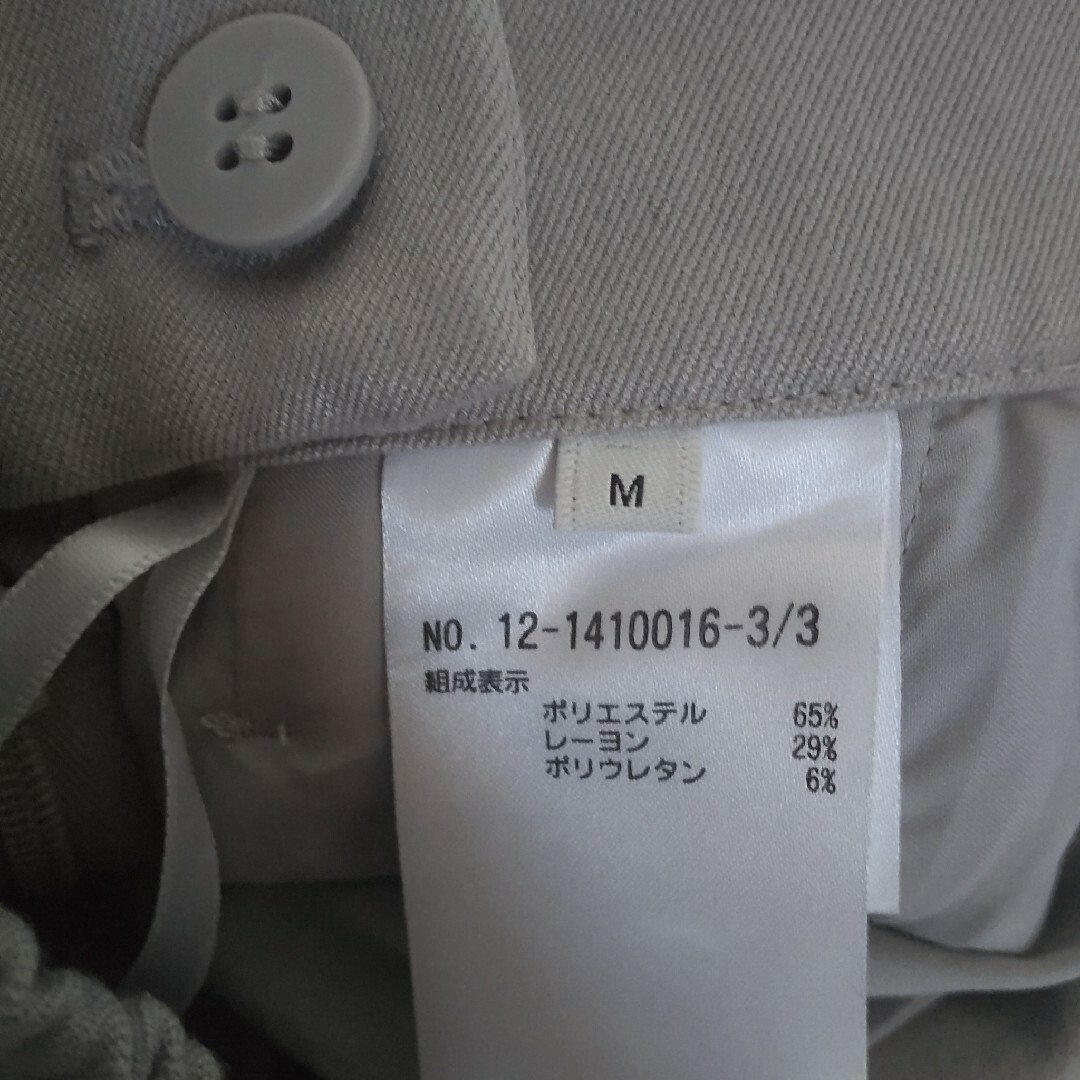 M
NO. 12-1410016-3/3
組成表示
ポリエステル 65%
レーヨン 29%
ポリウレタン 6%